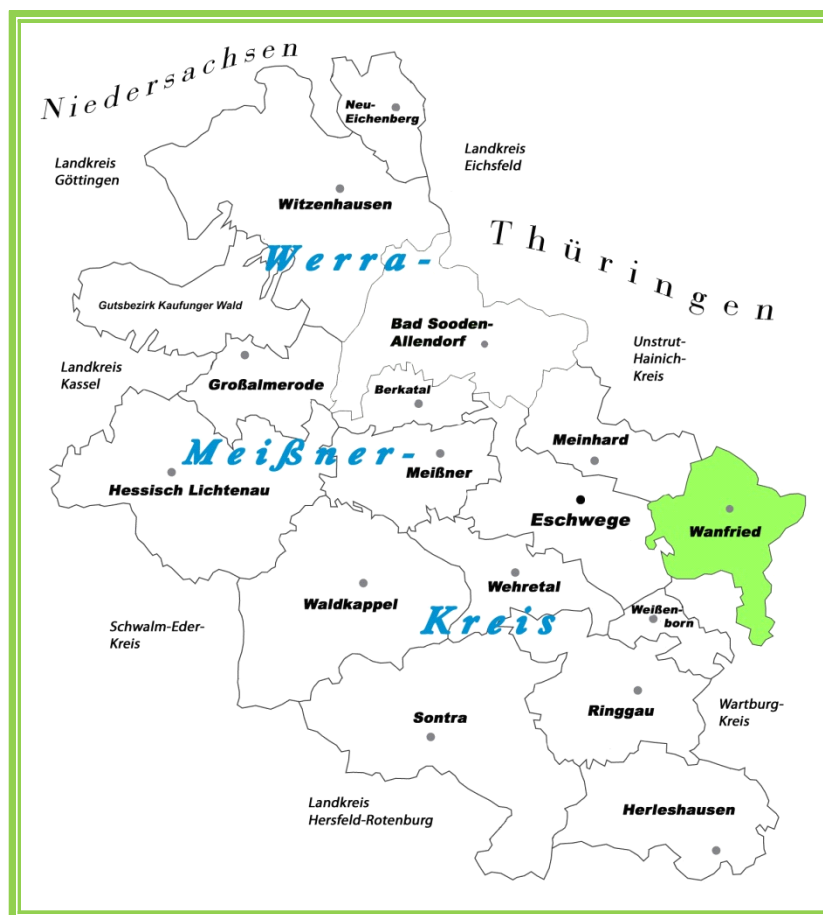 Niedersachsen
Neu-
Eichenberg
Landkreis
Göttingen
Landkreis
Eichsfeld
Witzenhausen
Thüringen
Werra-
Gutsbezirk Kaufunger Wald
Bad Sooden-
Allendorf
Unstrut-
Hainich-
Kreis
Landkreis
Kassel
Großalmerode
Berkatal
Meinhard
Meißner-
Meißner
Hessisch Lichtenau
Eschwege
Wanfried
Waldkappel
Wehretal
Weißen-
born
Kreis
Schwalm-Eder-
Kreis
Ringgau
Wartburg-
Kreis
Sontra
Landkreis
Hersfeld-Rotenburg
Herleshausen